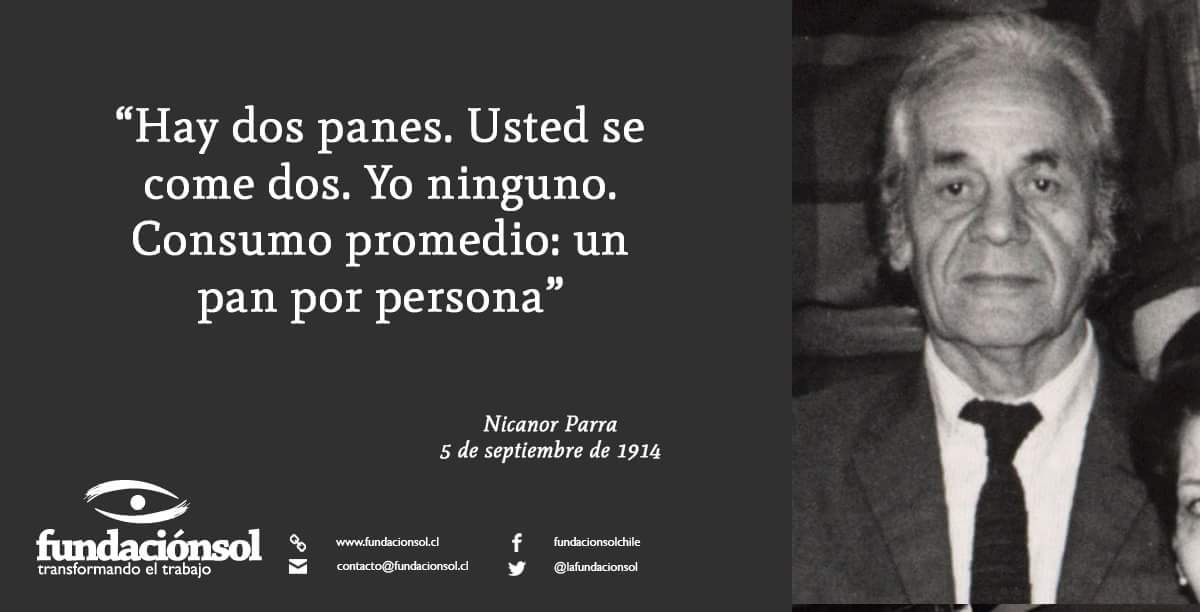 “Hay dos panes. Usted se
come dos. Yo ninguno.
Consumo promedio: un
pan por persona”
Nicanor Parra
5 de septiembre de 1914
fundaciónsol
transformando el trabajo
www.fundacionsol.cl
contacto@fundacionsol.cl
fundacionsolchile
@lafundacionsol